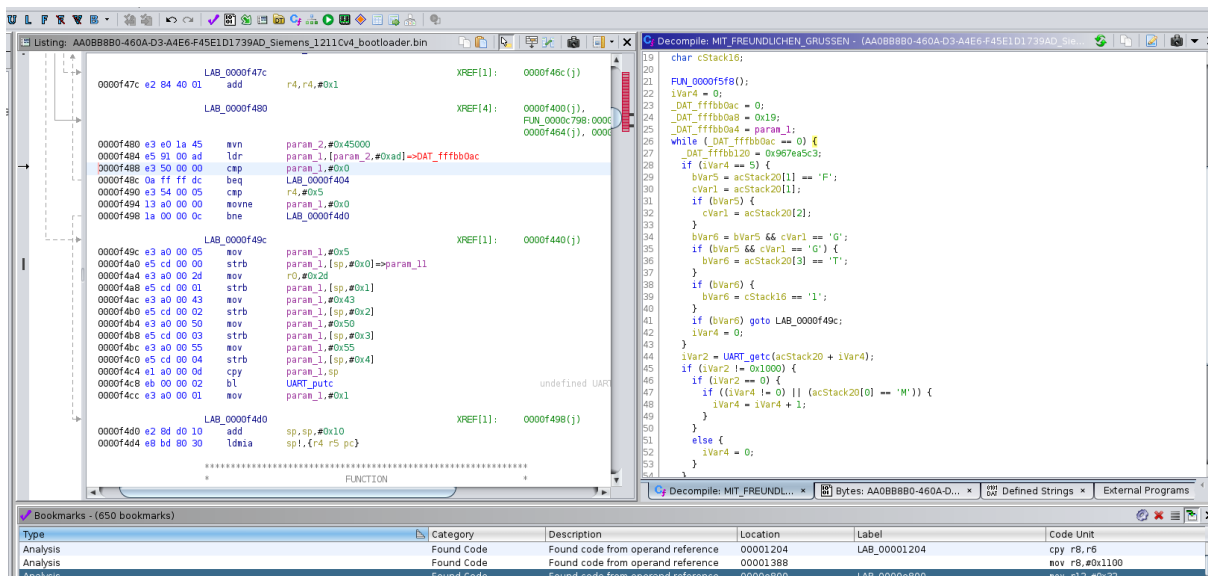 U L F R V B
Listing: AA0BB8B0-460A-D3-A4E6-F45E1D1739AD_Siemens_1211Cv4_bootloader.bin
LAB_0000f47c XREF[1]: 0000f46c(j)
0000f47c e2 84 40 01 add r4,r4,#0x1
LAB_0000f480 XREF[4]: 0000f400(j),
FUN_0000c798:0000
0000f464(j), 0000
0000f480 e3 e0 1a 45 mvn param_2,#0x45000
0000f484 e5 91 00 ad ldr param_1,[param_2,#0xad]=>DAT_fffbb0ac
0000f488 e3 50 00 00 cmp param_1,#0x0
0000f48c 0a ff ff dc beq LAB_0000f404
0000f490 e3 54 00 05 cmp r4,#0x5
0000f494 13 a0 00 00 movne param_1,#0x0
0000f498 1a 00 00 0c bne LAB_0000f4d0
LAB_0000f49c XREF[1]: 0000f440(j)
0000f49c e3 a0 00 05 mov param_1,#0x5
0000f4a0 e5 cd 00 00 strb param_1,[sp,#0x0]=>param_11
0000f4a4 e3 a0 00 2d mov r0,#0x2d
0000f4a8 e5 cd 00 01 strb param_1,[sp,#0x1]
0000f4ac e3 a0 00 43 mov param_1,#0x43
0000f4b0 e5 cd 00 02 strb param_1,[sp,#0x2]
0000f4b4 e3 a0 00 50 mov param_1,#0x50
0000f4b8 e5 cd 00 03 strb param_1,[sp,#0x3]
0000f4bc e3 a0 00 55 mov param_1,#0x55
0000f4c0 e5 cd 00 04 strb param_1,[sp,#0x4]
0000f4c4 e1 a0 00 0d cpy param_1,sp
0000f4c8 eb 00 00 02 bl UART_putc undefined UAR
0000f4cc e3 a0 00 01 mov param_1,#0x1
LAB_0000f4d0 XREF[1]: 0000f498(j)
0000f4d0 e2 8d d0 10 add sp,sp,#0x10
0000f4d4 e8 bd 80 30 ldmia sp!,{r4 r5 pc}
* FUNCTION *
Decompile: MIT_FREUNDLICHEN_GRUSSEN - (AA0BB8B0-460A-D3-A4E6-F45E1D1739AD_Sie
19 char cStack16;
20
21 FUN_0000f5f8();
22 iVar4 = 0;
23 _DAT_fffbb0ac = 0;
24 _DAT_fffbb0a8 = 0x19;
25 _DAT_fffbb0a4 = param_1;
26 while (_DAT_fffbb0ac == 0) {
27 _DAT_fffbb120 = 0x967ea5c3;
28 if (iVar4 == 5) {
29 bVar5 = acStack20[1] == 'F';
30 cVar1 = acStack20[1];
31 if (bVar5) {
32 cVar1 = acStack20[2];
33 }
34 bVar6 = bVar5 && cVar1 == 'G';
35 if (bVar5 && cVar1 == 'G') {
36 bVar6 = acStack20[3] == 'T';
37 }
38 if (bVar6) {
39 bVar6 = cStack16 == '1';
40 }
41 if (bVar6) goto LAB_0000f49c;
42 iVar4 = 0;
43 }
44 iVar2 = UART_getc(acStack20 + iVar4);
45 if (iVar2 != 0x1000) {
46 if (iVar2 == 0) {
47 if ((iVar4 != 0) || (acStack20[0] == 'M')) {
48 iVar4 = iVar4 + 1;
49 }
50 }
51 else {
52 iVar4 = 0;
53 }
54 }
Decompile: MIT_FREUNDL... × Bytes: AA0BB8B0-460A-D... × Defined Strings × External Programs
Bookmarks - (650 bookmarks)
Type Category Description Location Label Code Unit
Analysis Found Code Found code from operand reference 00001204 LAB_00001204 cpy r8,r6
Analysis Found Code Found code from operand reference 00001388 mov r8,#0x1100
Analysis Found Code Found code from operand reference